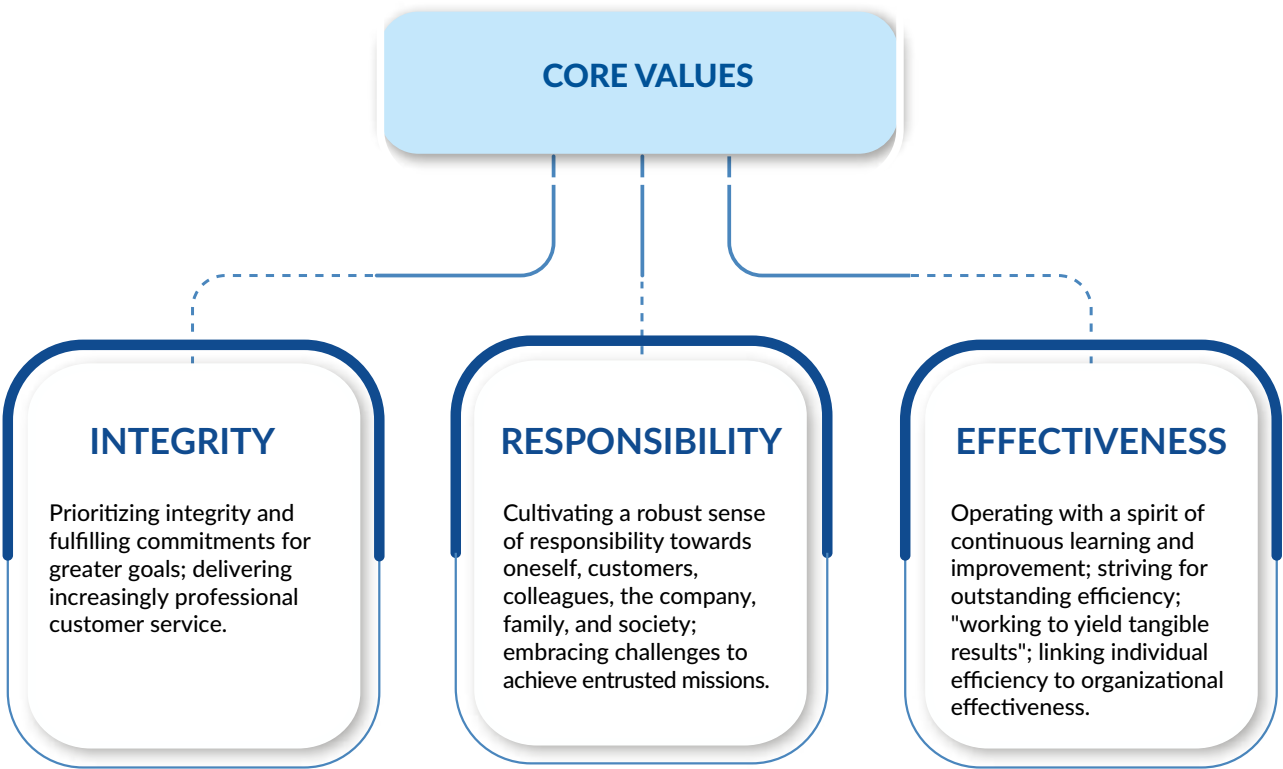 CORE VALUES
INTEGRITY
Prioritizing integrity and
fulfilling commitments for
greater goals; delivering
increasingly professional
customer service.
RESPONSIBILITY
Cultivating a robust sense
of responsibility towards
oneself, customers,
colleagues, the company,
family, and society;
embracing challenges to
achieve entrusted missions.
EFFECTIVENESS
Operating with a spirit of
continuous learning and
improvement; striving for
outstanding efficiency;
"working to yield tangible
results"; linking individual
efficiency to organizational
effectiveness.